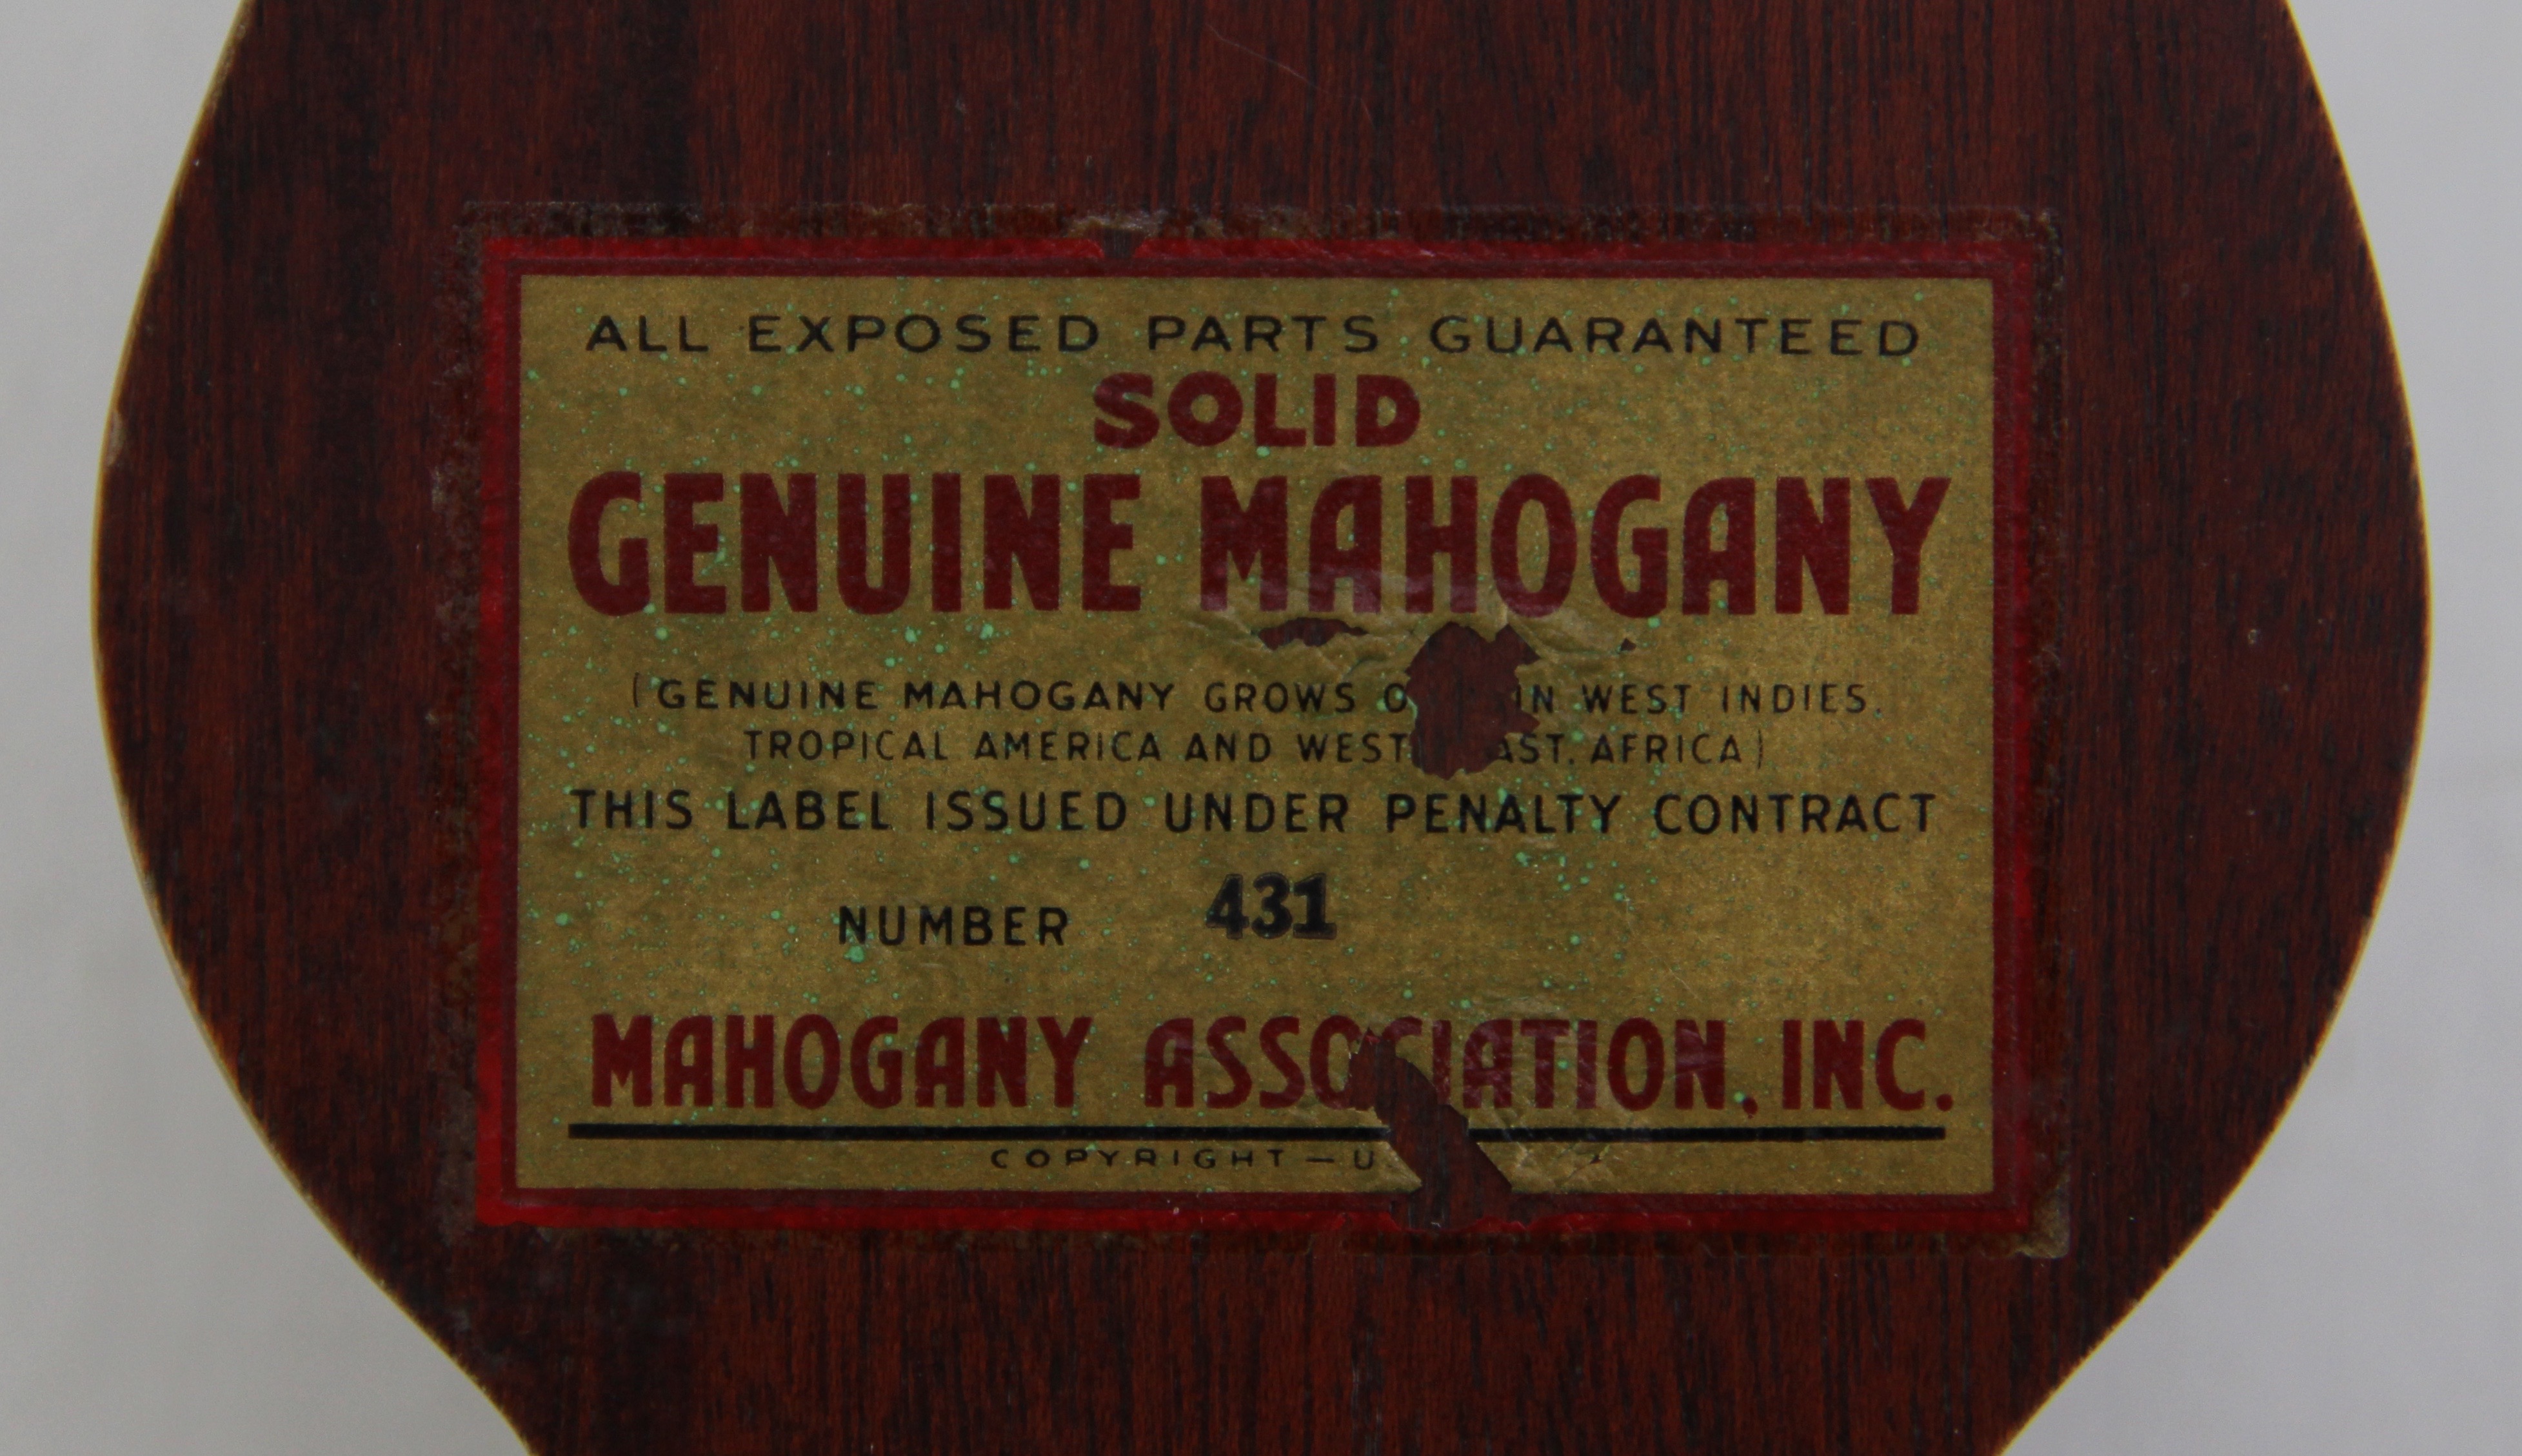 ALL EXPOSED PARTS GUARANTEED
SOLID
GENUINE MAHOGANY
(GENUINE MAHOGANY GROWS IN WEST INDIES.
TROPICAL AMERICA AND WEST AFRICA)
THIS LABEL ISSUED UNDER PENALTY CONTRACT
NUMBER 431
MAHOGANY ASSOCIATION, INC.
COPYRIGHT—U